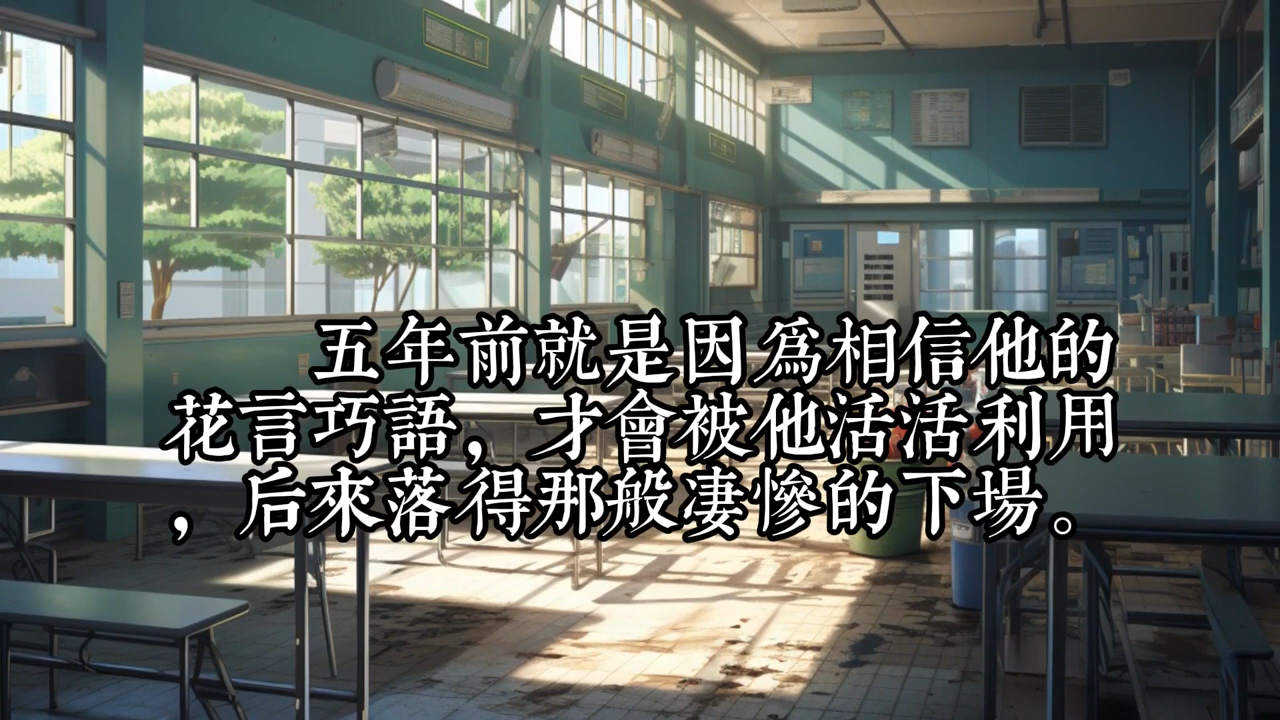 五年前就是因爲相信他的
花言巧語，才會被他活活利用
，后來落得那般凄慘的下場。